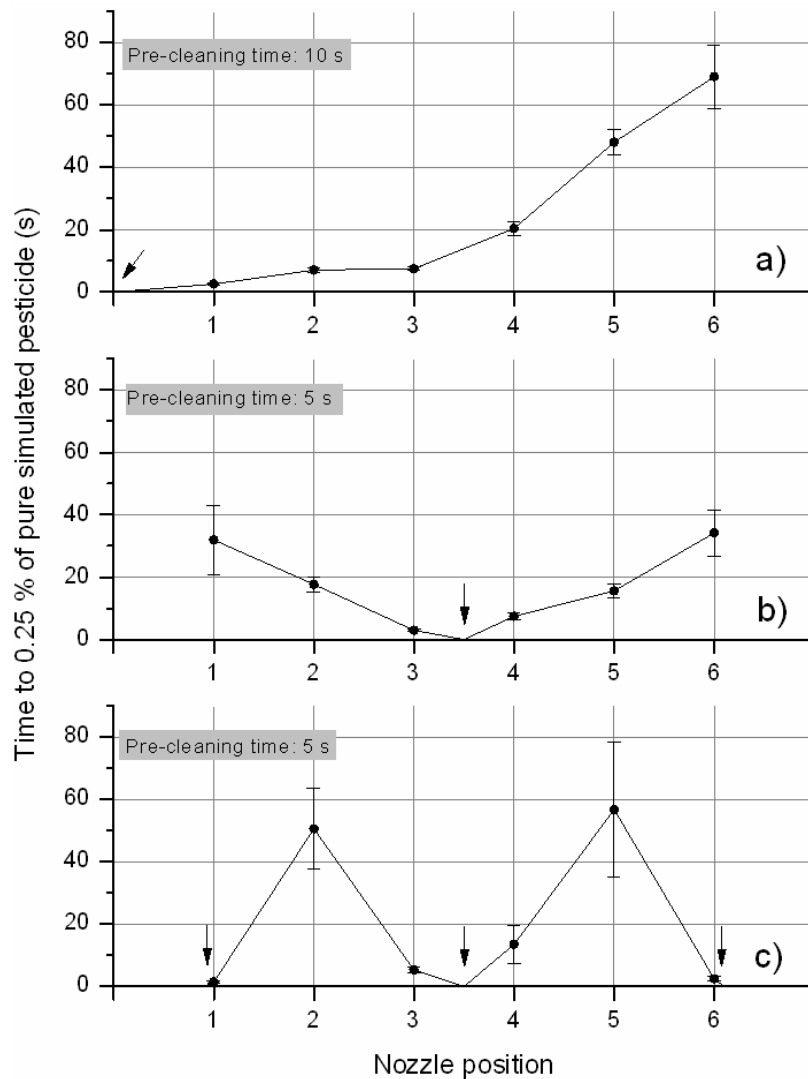 Time to 0.25 % of pure simulated pesticide (s)
80
60
40
20
0
Pre-cleaning time: 10 s
a)
1 2 3 4 5 6
80
60
40
20
0
Pre-cleaning time: 5 s
b)
1 2 3 4 5 6
80
60
40
20
0
Pre-cleaning time: 5 s
c)
1 2 3 4 5 6
Nozzle position